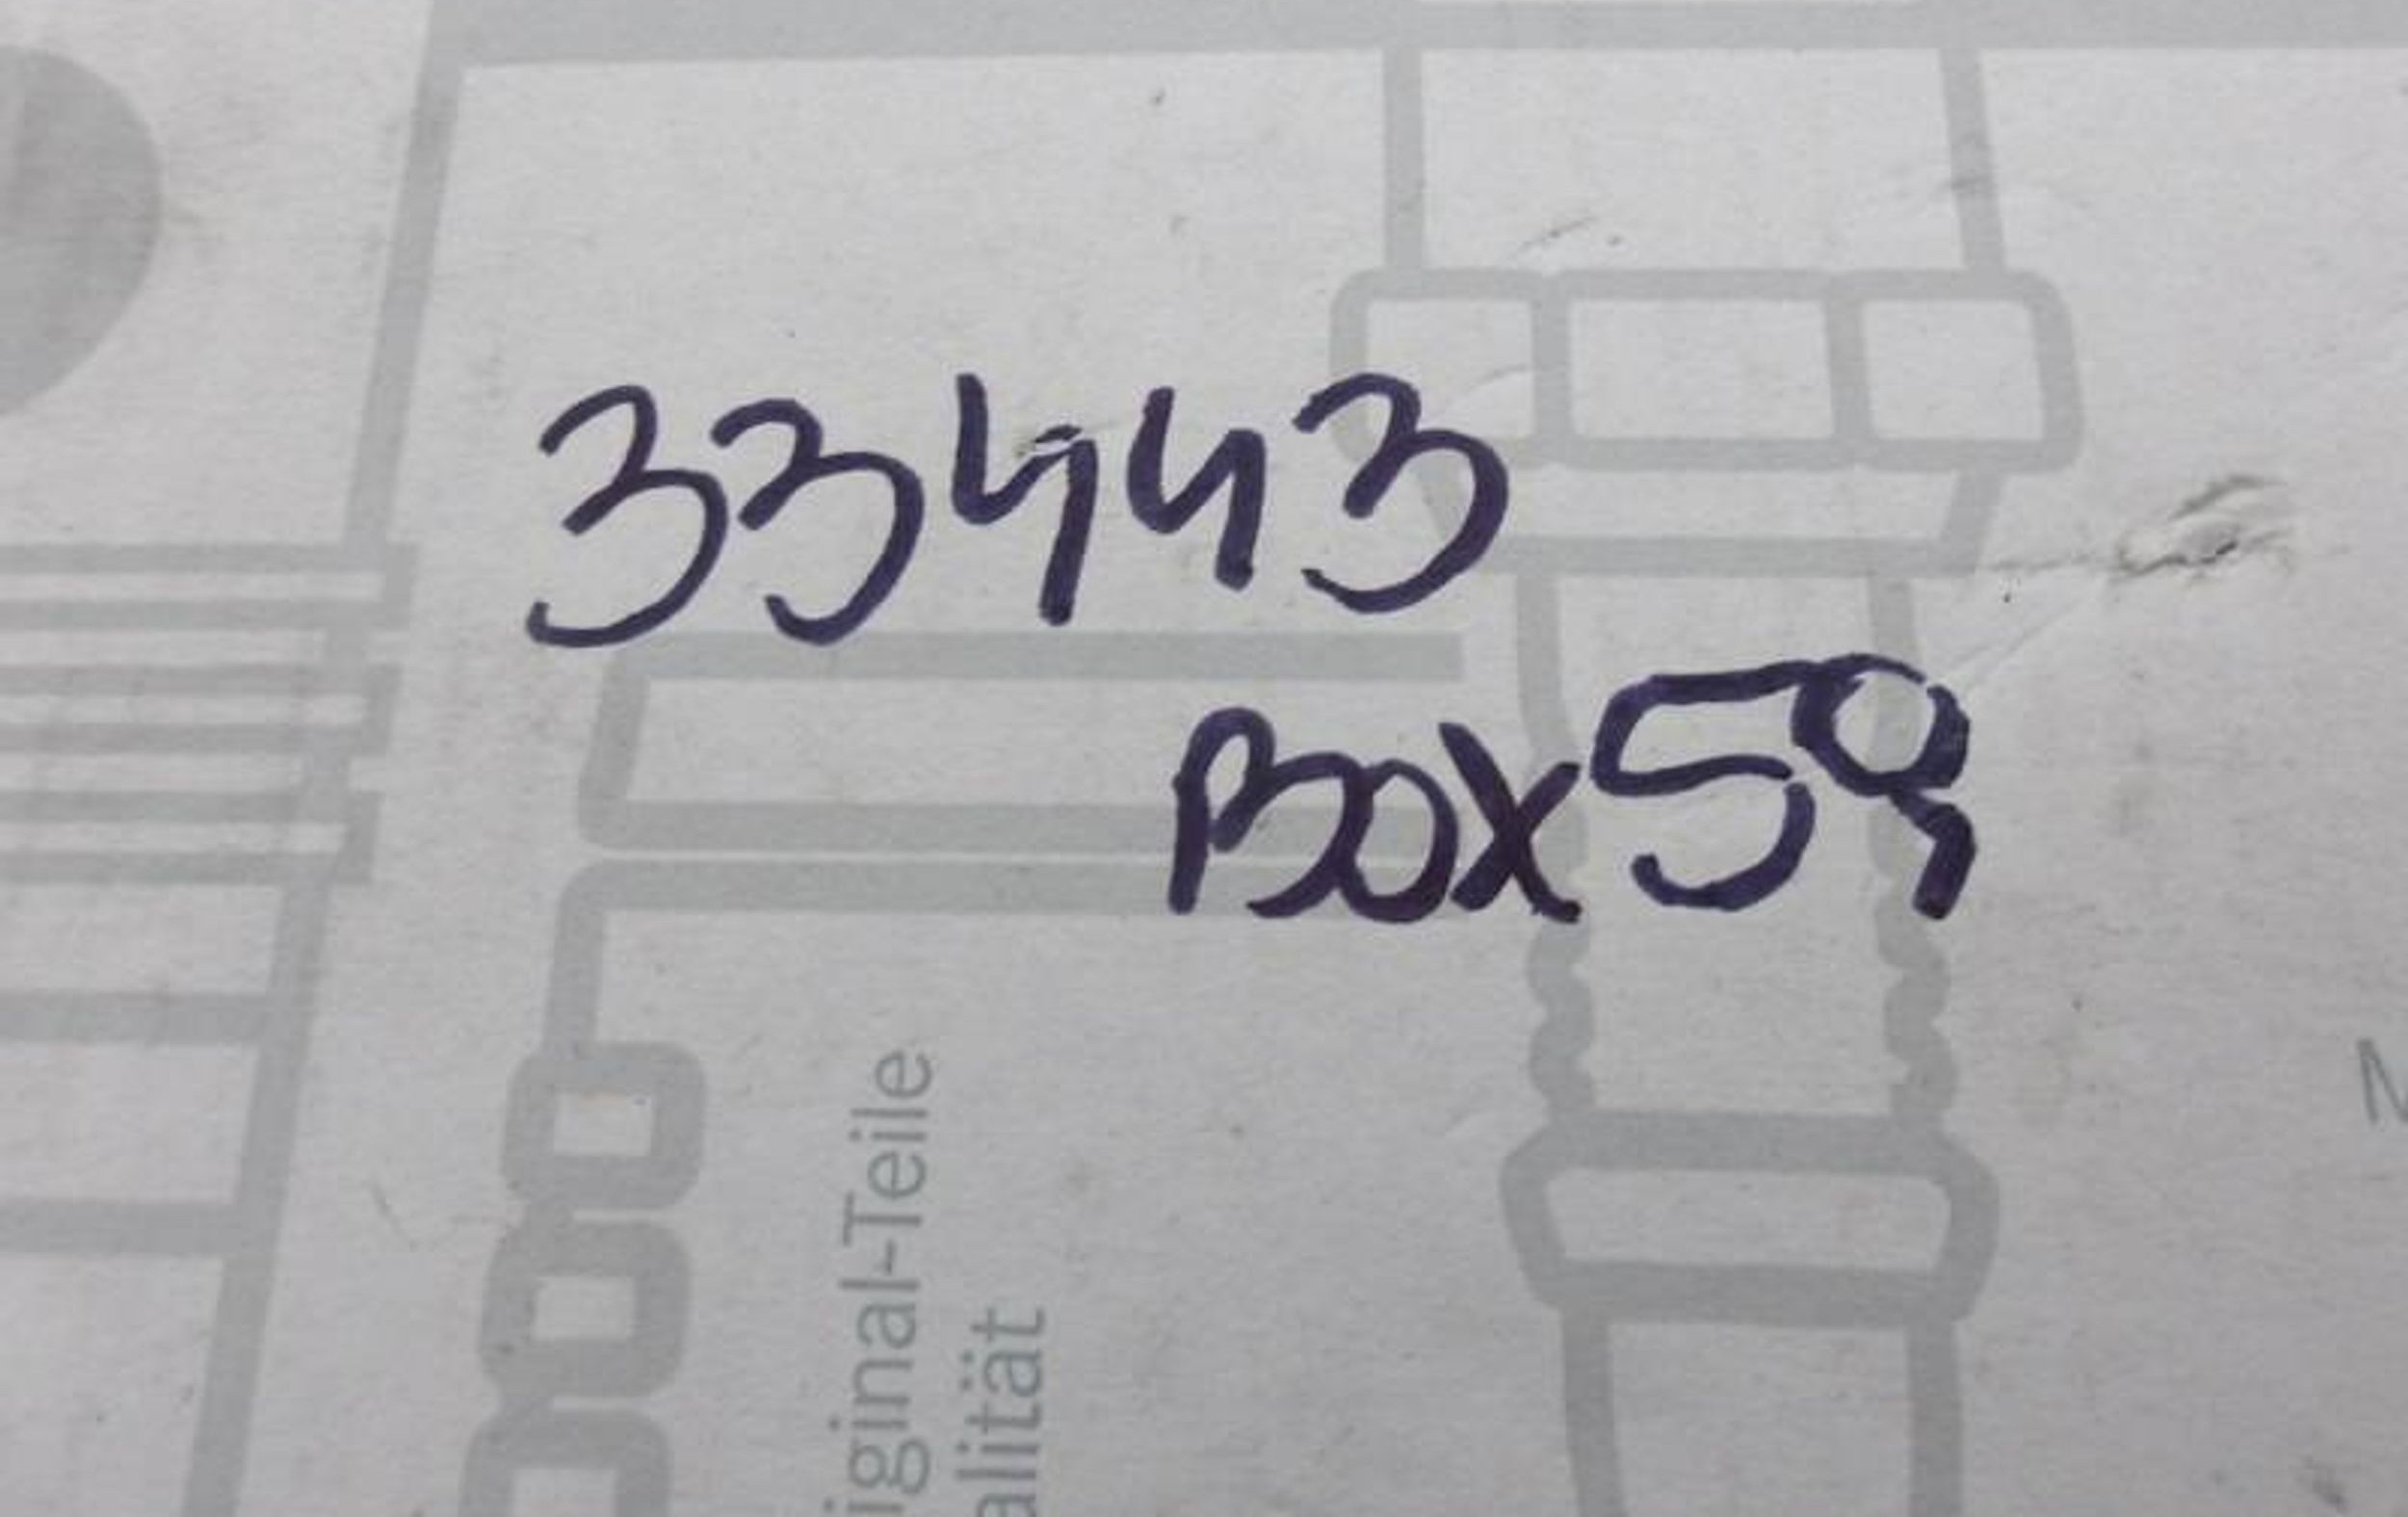 33443
Box59
iginal-Teile
alität